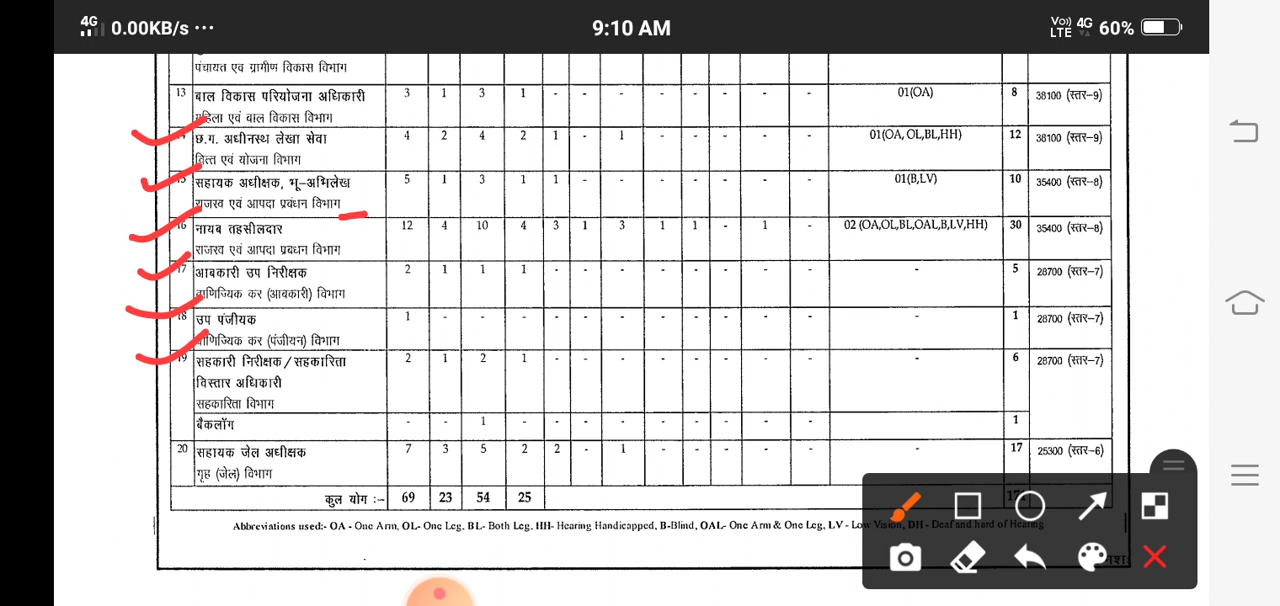 4G 0.00KB/s ... 9:10 AM Vo)) LTE 4G 60%
पंचायत एवं ग्रामीण विकास विभाग
13 बाल विकास परियोजना अधिकारी 3 1 3 1 - - - - - - - - 01(OA) 8 38100 (स्तर–9)
महिला एवं बाल विकास विभाग
छ.ग. अधीनस्थ लेखा सेवा 4 2 4 2 1 - 1 - - - - - 01(OA, OL,BL,HH) 12 38100 (स्तर–9)
वित्त एवं योजना विभाग
15 सहायक अधीक्षक, भू–अभिलेख 5 1 3 1 1 - - - - - - - 01(B,LV) 10 35400 (स्तर–8)
राजस्व एवं आपदा प्रबंधन विभाग
16 नायब तहसीलदार 12 4 10 4 3 1 3 1 1 - 1 - 02 (OA,OL,BL,OAL,B,LV,HH) 30 35400 (स्तर–8)
राजस्व एवं आपदा प्रबंधन विभाग
17 आबकारी उप निरीक्षक 2 1 1 1 - - - - - - - - - 5 28700 (स्तर–7)
वाणिज्यिक कर (आबकारी) विभाग
18 उप पंजीयक 1 - - - - - - - - - - - - 1 28700 (स्तर–7)
वाणिज्यिक कर (पंजीयन) विभाग
19 सहकारी निरीक्षक/सहकारिता 2 1 2 1 - - - - - - - - - 6 28700 (स्तर–7)
विस्तार अधिकारी
सहकारिता विभाग
बैकलॉग - - 1 - - - - - - - - - 1
20 सहायक जेल अधीक्षक 7 3 5 2 2 - 1 - - - - - - 17 25300 (स्तर–6)
गृह (जेल) विभाग
कुल योग :– 69 23 54 25
Abbreviations used:- OA - One Arm, OL- One Leg, BL- Both Leg, HH- Hearing Handicapped, B-Blind, OAL- One Arm & One Leg, LV - Low Vision, DH - Deaf and hard of Hearing